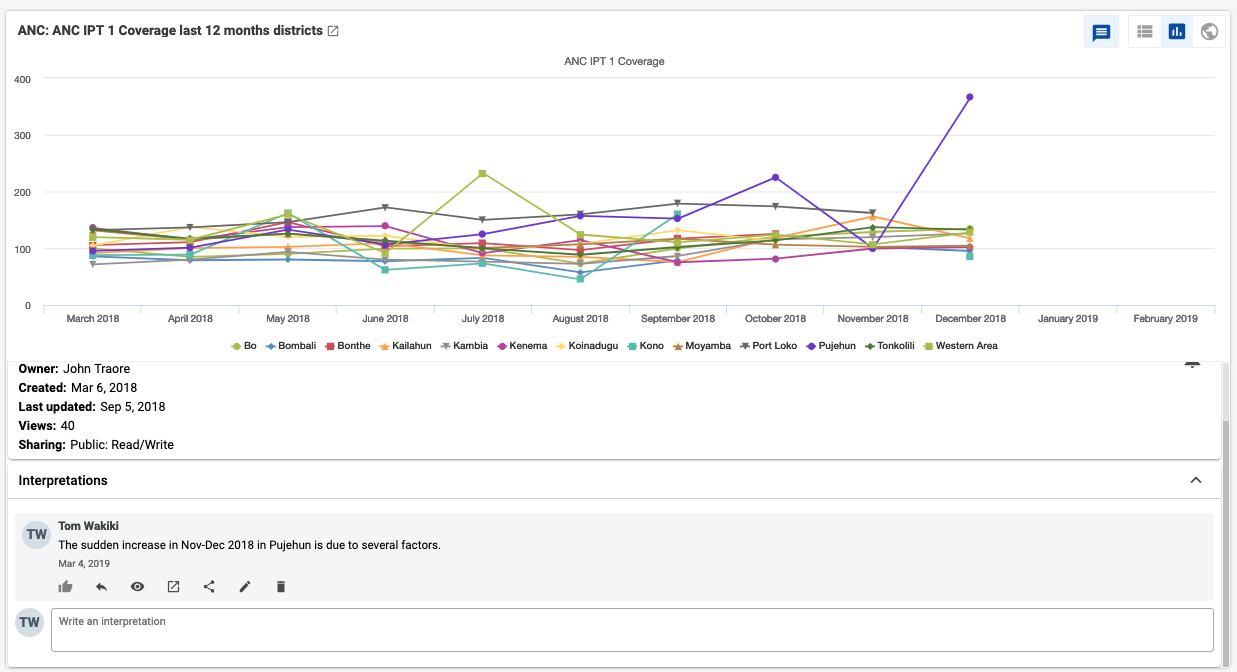 ANC: ANC IPT 1 Coverage last 12 months districts
ANC IPT 1 Coverage
400
300
200
100
0
March 2018 April 2018 May 2018 June 2018 July 2018 August 2018 September 2018 October 2018 November 2018 December 2018 January 2019 February 2019
Bo Bombali Bonthe Kailahun Kambia Kenema Koinadugu Kono Moyamba Port Loko Pujehun Tonkolili Western Area
Owner: John Traore
Created: Mar 6, 2018
Last updated: Sep 5, 2018
Views: 40
Sharing: Public: Read/Write
Interpretations
TW
Tom Wakiki
The sudden increase in Nov-Dec 2018 in Pujehun is due to several factors.
Mar 4, 2019
TW
Write an interpretation